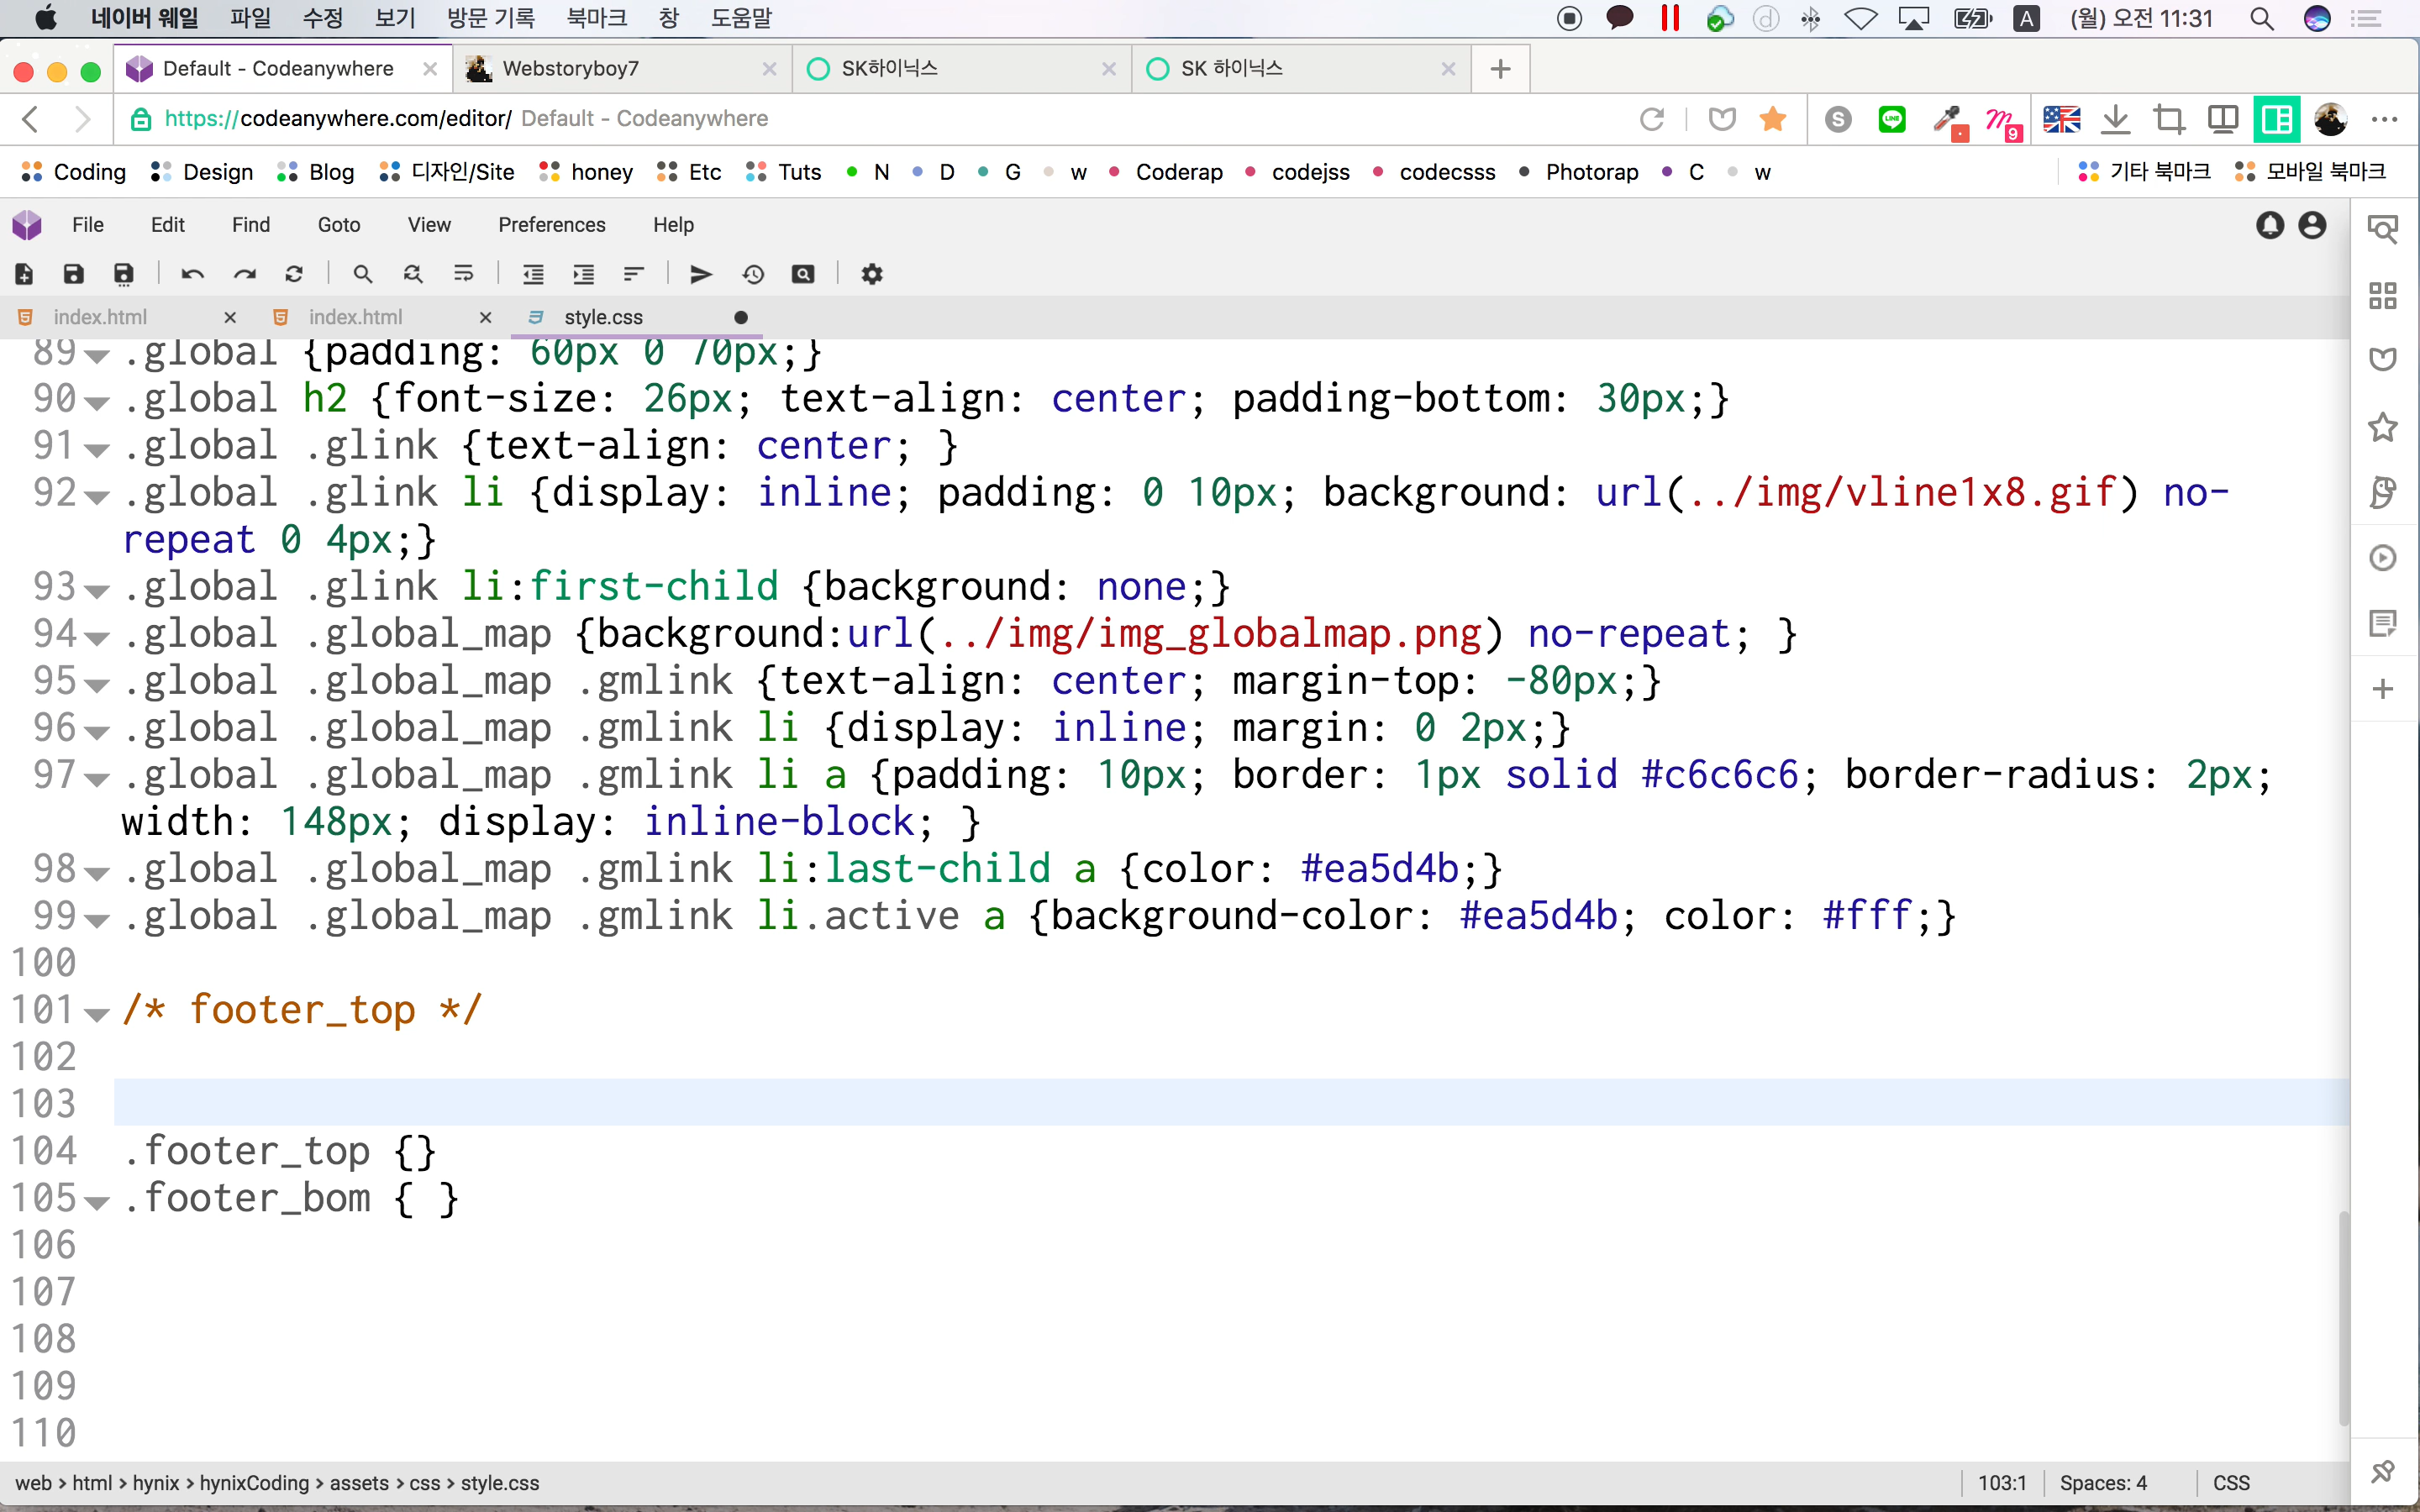 네이버 웨일 파일 수정 보기 방문 기록 북마크 창 도움말 (월) 오전 11:31
Default - Codeanywhere Webstoryboy7 SK하이닉스 SK 하이닉스
https://codeanywhere.com/editor/ Default - Codeanywhere
Coding Design Blog 디자인/Site honey Etc Tuts N D G w Coderap codejss codecsss Photorap C w 기타 북마크 모바일 북마크
File Edit Find Goto View Preferences Help
index.html index.html style.css
89 .global {padding: 60px 0 70px;}
90 .global h2 {font-size: 26px; text-align: center; padding-bottom: 30px;}
91 .global .glink {text-align: center; }
92 .global .glink li {display: inline; padding: 0 10px; background: url(../img/vline1x8.gif) no-
repeat 0 4px;}
93 .global .glink li:first-child {background: none;}
94 .global .global_map {background:url(../img/img_globalmap.png) no-repeat; }
95 .global .global_map .gmlink {text-align: center; margin-top: -80px;}
96 .global .global_map .gmlink li {display: inline; margin: 0 2px;}
97 .global .global_map .gmlink li a {padding: 10px; border: 1px solid #c6c6c6; border-radius: 2px;
width: 148px; display: inline-block; }
98 .global .global_map .gmlink li:last-child a {color: #ea5d4b;}
99 .global .global_map .gmlink li.active a {background-color: #ea5d4b; color: #fff;}
100
101 /* footer_top */
102
103
104 .footer_top {}
105 .footer_bom { }
106
107
108
109
110
web > html > hynix > hynixCoding > assets > css > style.css 103:1 Spaces: 4 CSS